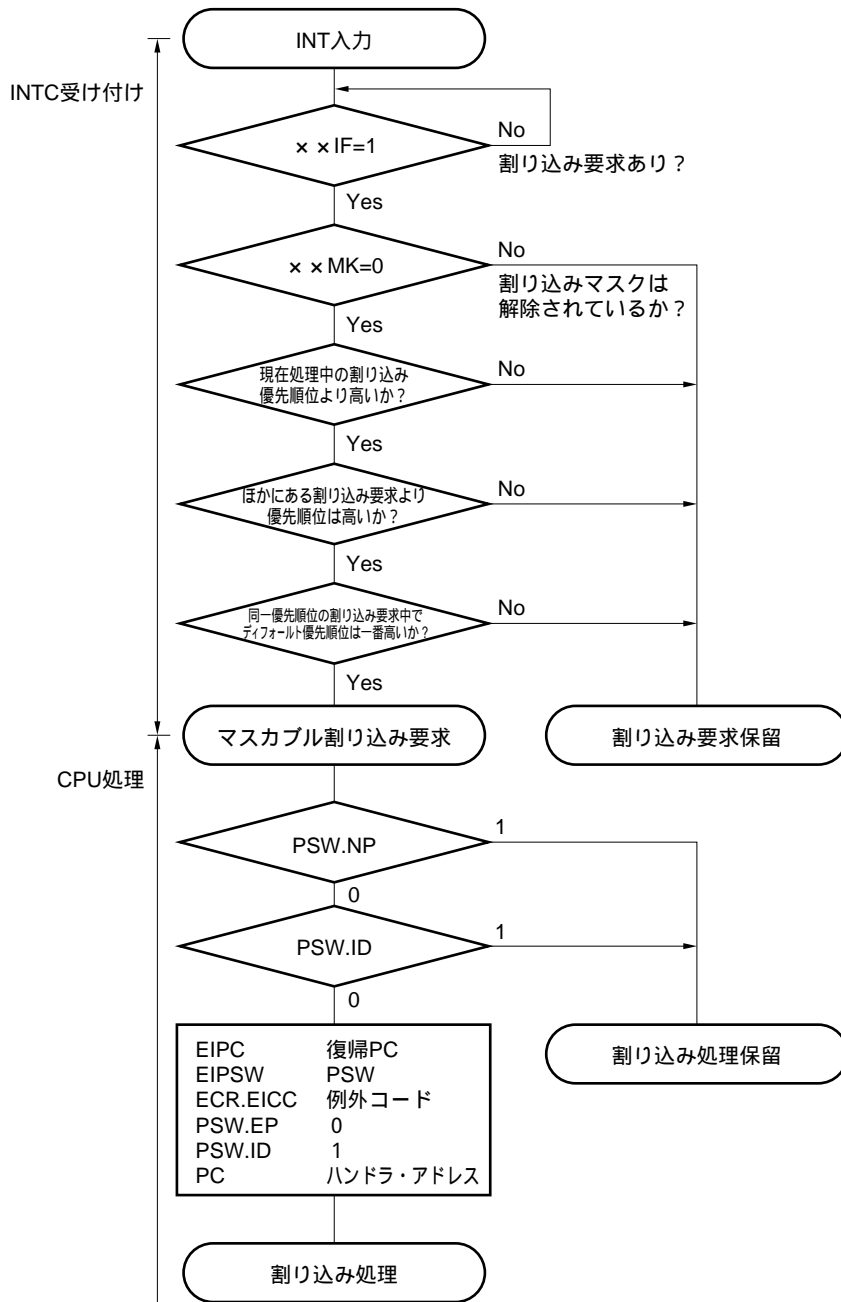 INT入力
INTC受け付け
××IF=1
No
割り込み要求あり？
Yes
××MK=0
No
割り込みマスクは
解除されているか？
Yes
現在処理中の割り込み
優先順位より高いか？
No
Yes
ほかにある割り込み要求より
優先順位は高いか？
No
Yes
同一優先順位の割り込み要求中で
ディフォールト優先順位は一番高いか？
No
Yes
マスカブル割り込み要求
割り込み要求保留
CPU処理
PSW.NP
1
0
PSW.ID
1
0
EIPC 復帰PC
EIPSW PSW
ECR.EICC 例外コード
PSW.EP 0
PSW.ID 1
PC ハンドラ・アドレス
割り込み処理保留
割り込み処理